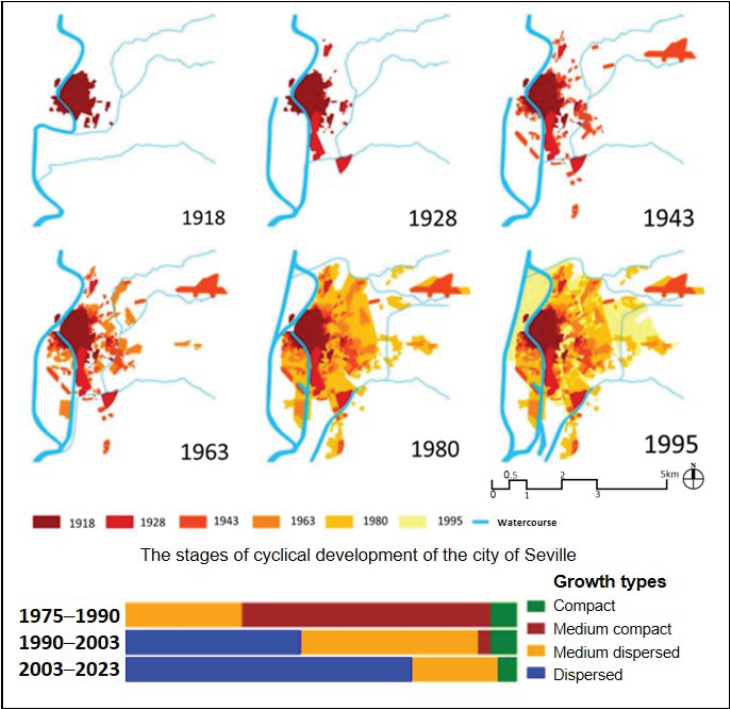 1918
1928
1943
1963
1980
1995
0 0.5 1 2 3 5km
N
1918 1928 1943 1963 1980 1995 Watercourse
The stages of cyclical development of the city of Seville
Growth types
1975–1990
Compact
1990–2003
Medium compact
Medium dispersed
2003–2023
Dispersed